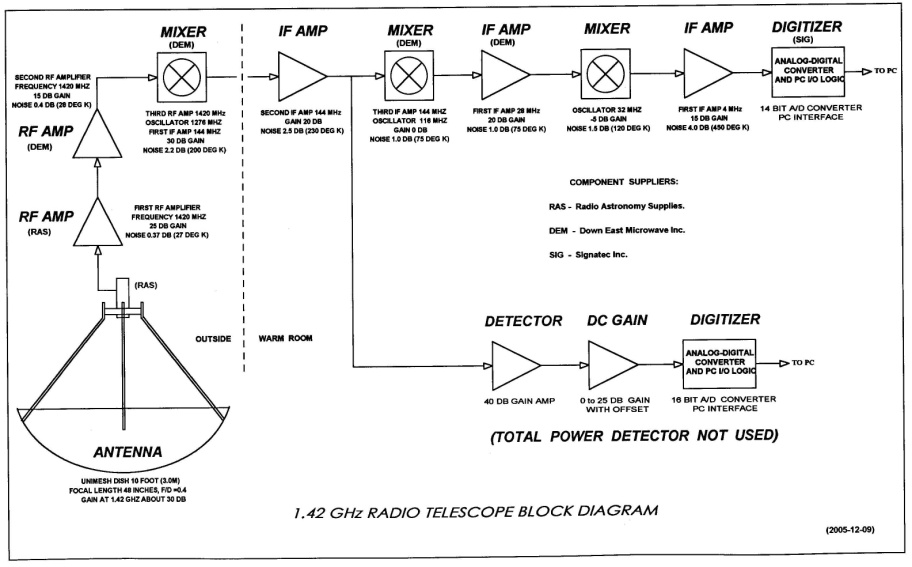 MIXER
(DEM)
IF AMP
MIXER
(DEM)
IF AMP
(DEM)
MIXER
IF AMP
DIGITIZER
(SIG)
ANALOG-DIGITAL
CONVERTER
AND PC I/O LOGIC
TO PC
SECOND RF AMPLIFIER
FREQUENCY 1420 MHZ
15 DB GAIN
NOISE 0.4 DB (28 DEG K)
RF AMP
(DEM)
THIRD RF AMP 1420 MHz
OSCILLATOR 1276 MHZ
FIRST IF AMP 144 MHZ
30 DB GAIN
NOISE 2.2 DB (200 DEG K)
SECOND IF AMP 144 MHz
GAIN 20 DB
NOISE 2.5 DB (230 DEG K)
THIRD IF AMP 144 MHz
OSCILLATOR 116 MHZ
GAIN 0 DB
NOISE 1.0 DB (75 DEG K)
FIRST IF AMP 28 MHz
20 DB GAIN
NOISE 1.0 DB (75 DEG K)
OSCILLATOR 32 MHZ
-5 DB GAIN
NOISE 1.5 DB (120 DEG K)
FIRST IF AMP 4 MHz
15 DB GAIN
NOISE 4.0 DB (450 DEG K)
14 BIT A/D CONVERTER
PC INTERFACE
RF AMP
(RAS)
FIRST RF AMPLIFIER
FREQUENCY 1420 MHZ
25 DB GAIN
NOISE 0.37 DB (27 DEG K)
COMPONENT SUPPLIERS:
RAS - Radio Astronomy Supplies.
DEM - Down East Microwave Inc.
SIG - Signatec Inc.
(RAS)
OUTSIDE
WARM ROOM
DETECTOR
DC GAIN
DIGITIZER
ANALOG-DIGITAL
CONVERTER
AND PC I/O LOGIC
TO PC
40 DB GAIN AMP
0 to 25 DB GAIN
WITH OFFSET
16 BIT A/D CONVERTER
PC INTERFACE
(TOTAL POWER DETECTOR NOT USED)
ANTENNA
UNIMESH DISH 10 FOOT (3.0M)
FOCAL LENGTH 48 INCHES, F/D =0.4
GAIN AT 1.42 GHZ ABOUT 30 DB
1.42 GHz RADIO TELESCOPE BLOCK DIAGRAM
(2005-12-09)